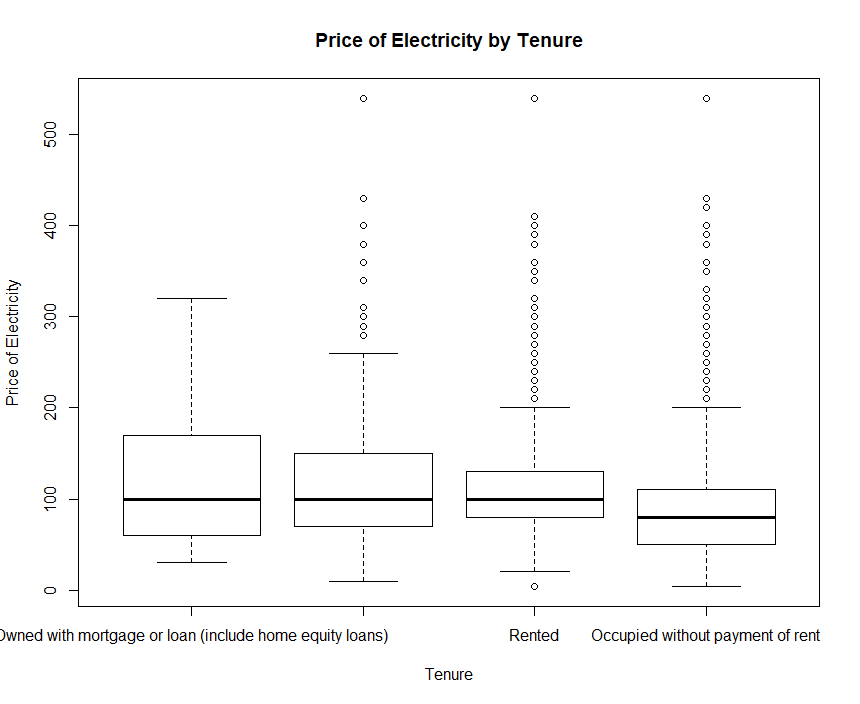 Price of Electricity by Tenure
Price of Electricity
500
400
300
200
100
0
Owned with mortgage or loan (include home equity loans)
Rented
Occupied without payment of rent
Tenure